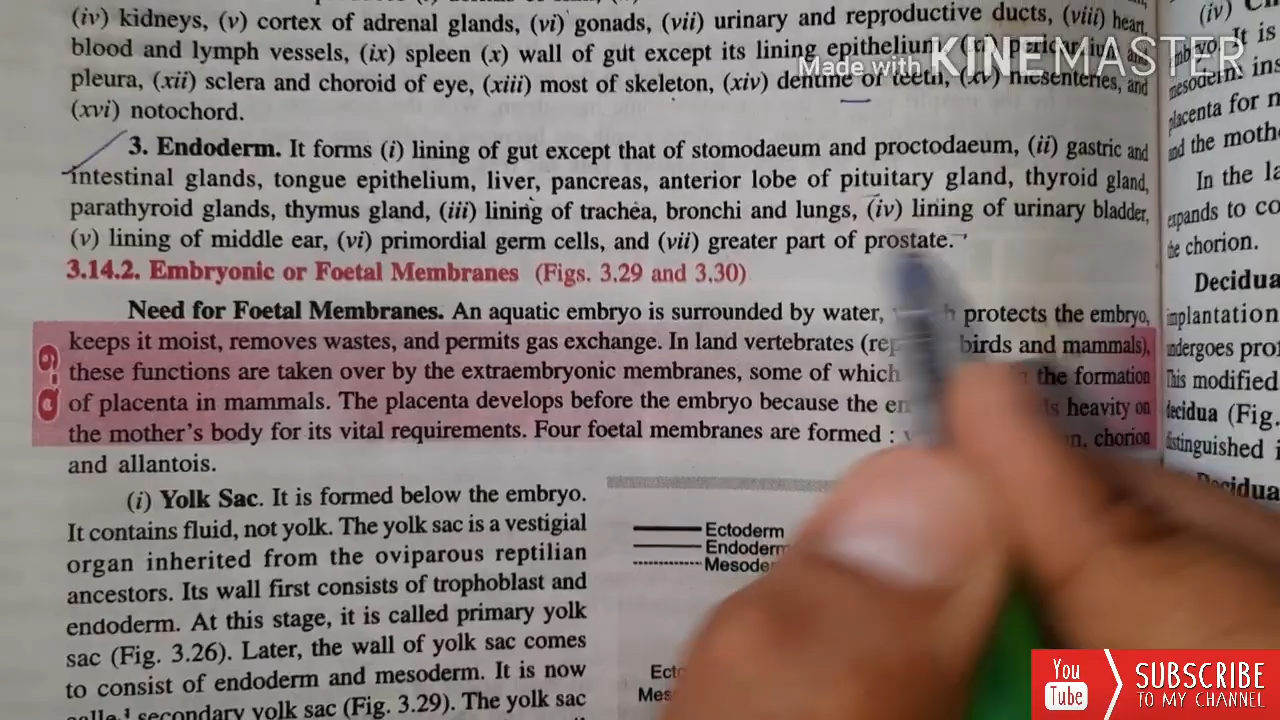 (iv) kidneys, (v) cortex of adrenal glands, (vi) gonads, (vii) urinary and reproductive ducts, (viii) heart,
blood and lymph vessels, (ix) spleen (x) wall of gut except its lining epithelium,
pleura, (xii) sclera and choroid of eye, (xiii) most of skeleton, (xiv) dentine of teeth, (xv) mesenteries, and
(xvi) notochord.
3. Endoderm. It forms (i) lining of gut except that of stomodaeum and proctodaeum, (ii) gastric and
intestinal glands, tongue epithelium, liver, pancreas, anterior lobe of pituitary gland, thyroid gland,
parathyroid glands, thymus gland, (iii) lining of trachea, bronchi and lungs, (iv) lining of urinary bladder,
(v) lining of middle ear, (vi) primordial germ cells, and (vii) greater part of prostate.
3.14.2. Embryonic or Foetal Membranes (Figs. 3.29 and 3.30)
Need for Foetal Membranes. An aquatic embryo is surrounded by water, protects the embryo,
keeps it moist, removes wastes, and permits gas exchange. In land vertebrates birds and mammals),
these functions are taken over by the extraembryonic membranes, some of which the formation
of placenta in mammals. The placenta develops before the embryo because the heavity on
the mother's body for its vital requirements. Four foetal membranes are formed : chorion
and allantois.
(i) Yolk Sac. It is formed below the embryo.
It contains fluid, not yolk. The yolk sac is a vestigial
organ inherited from the oviparous reptilian
ancestors. Its wall first consists of trophoblast and
endoderm. At this stage, it is called primary yolk
sac (Fig. 3.26). Later, the wall of yolk sac comes
to consist of endoderm and mesoderm. It is now
secondary yolk sac (Fig. 3.29). The yolk sac
Q-9
Ectoderm
Endoderm
(iv)
It is
mesoderm
placenta for
and the
In the
expands to
the chorion.
Decidua
implantation
undergoes
This modified
decidua (Fig.
distinguished
Made with KINEMASTER
You
Tube
SUBSCRIBE
TO MY CHANNEL